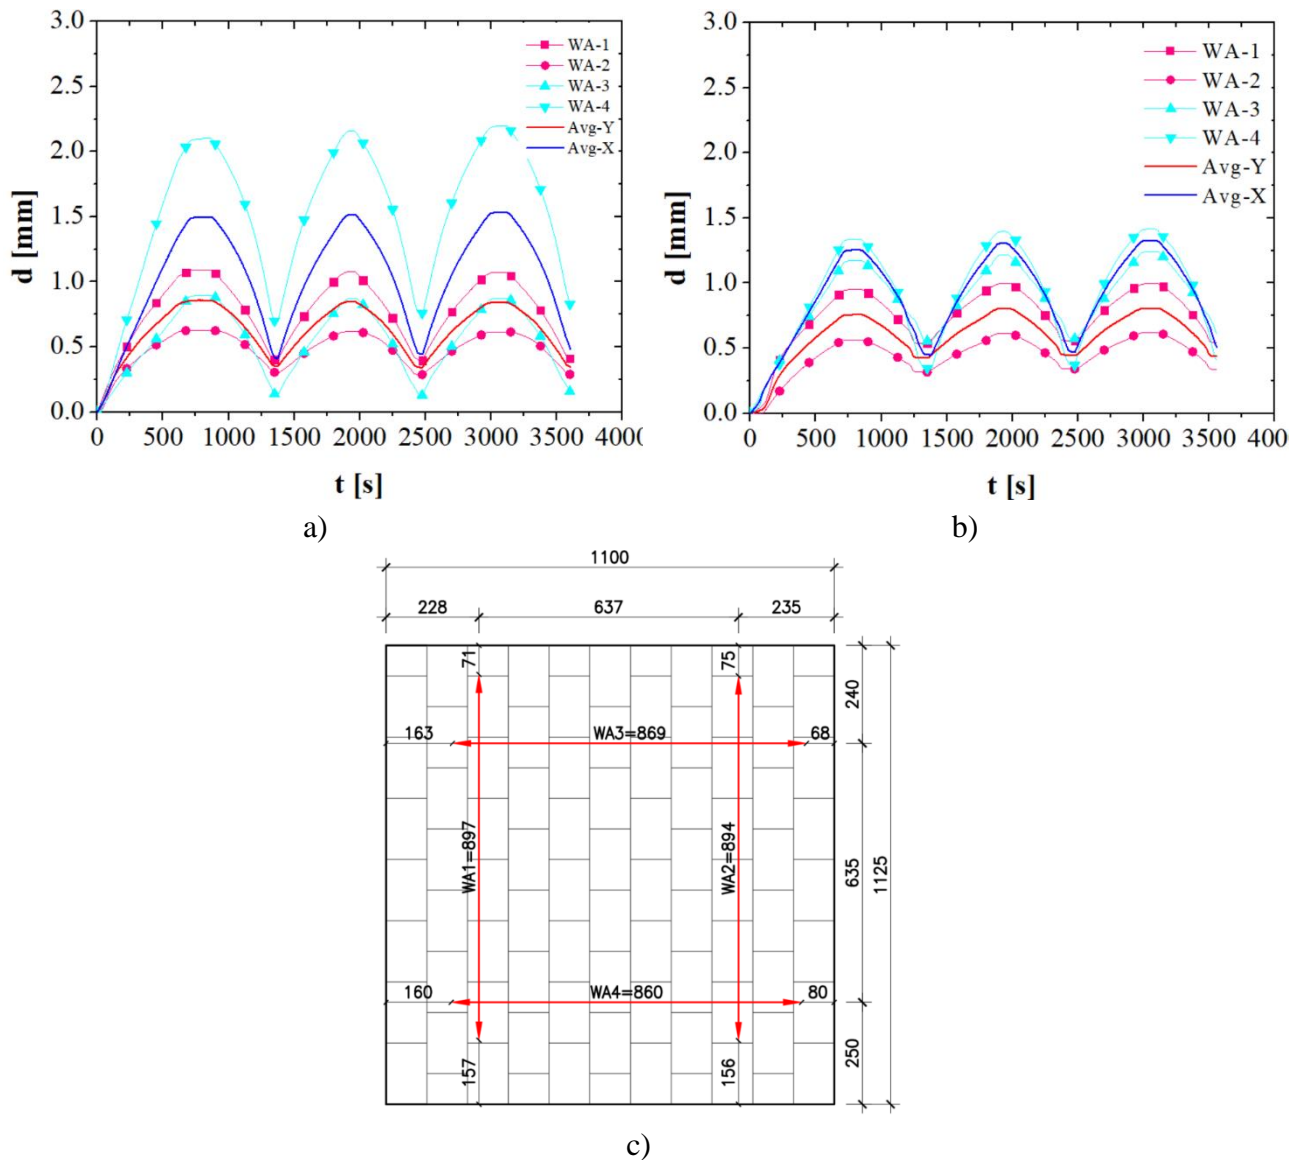 3.0
2.5
2.0
1.5
1.0
0.5
0.0
d [mm]
WA-1
WA-2
WA-3
WA-4
Avg-Y
Avg-X
0 500 1000 1500 2000 2500 3000 3500 4000
t [s]
a)
3.0
2.5
2.0
1.5
1.0
0.5
0.0
d [mm]
WA-1
WA-2
WA-3
WA-4
Avg-Y
Avg-X
0 500 1000 1500 2000 2500 3000 3500 400
t [s]
b)
1100
228 637 235
71 75
240
163 WA3=869 68
WA1=897 WA2=894 635 1125
160 WA4=860 80
250
157 156
c)